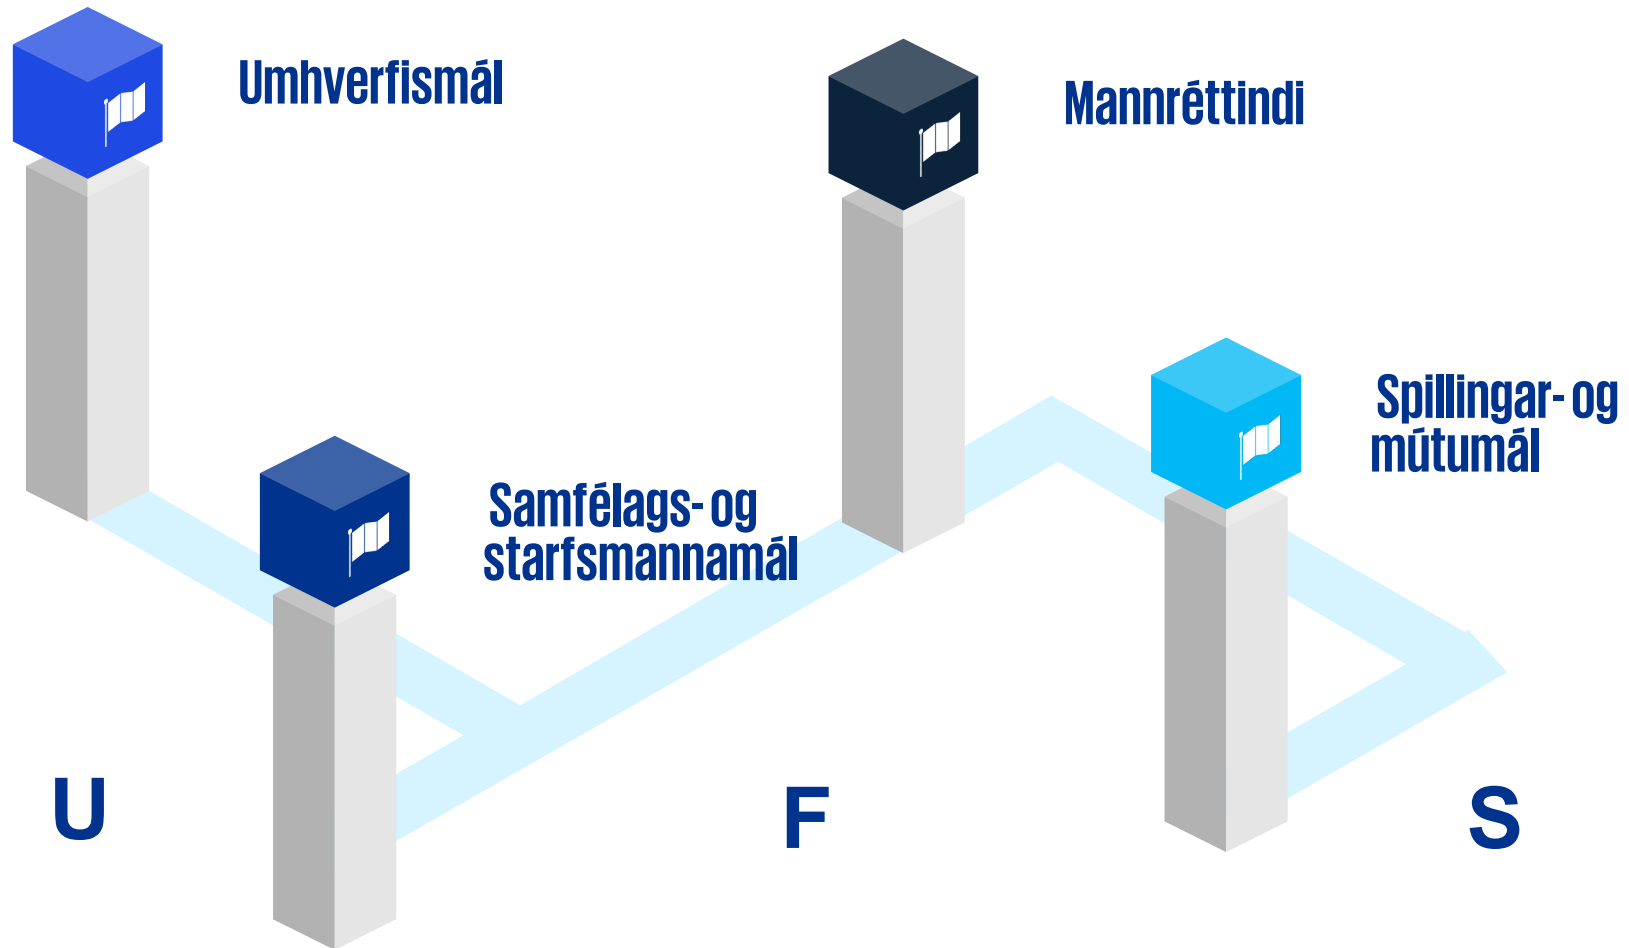 Umhverfismál
Mannréttindi
Spillingar- og
mútumál
Samfélags- og
starfsmannamál
U
F
S